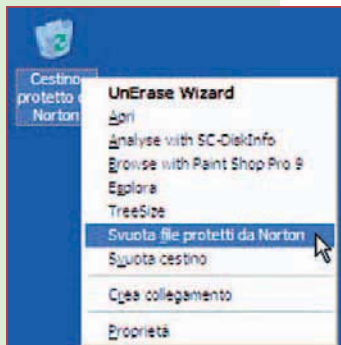 Cestino
protetto
Norton
UnErase Wizard
Apri
Analyse with SC-DiskInfo
Browse with Paint Shop Pro 9
Esplora
TreeSize
Svuota file protetti da Norton
Svuota cestino
Crea collegamento
Proprietà